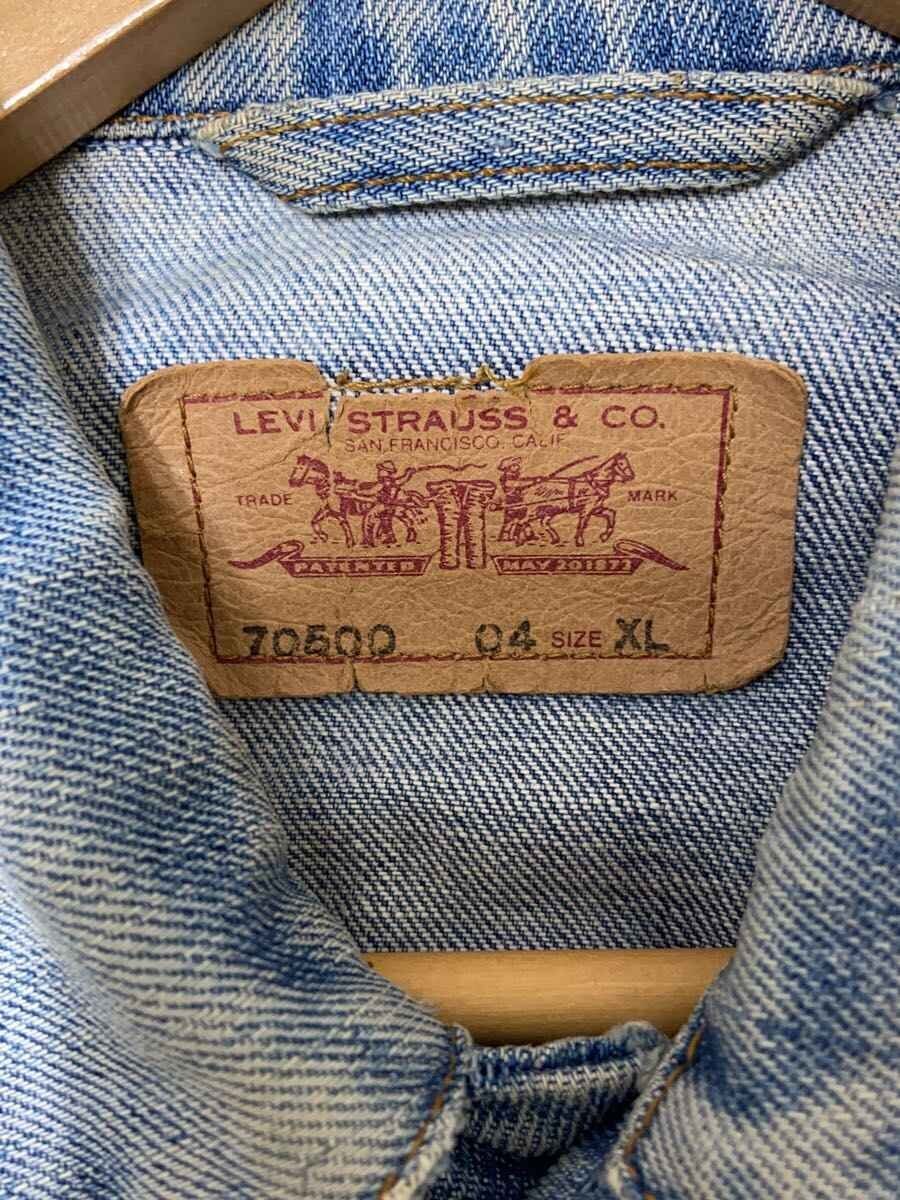 LEVI STRAUSS & CO.
SAN FRANCISCO, CALIF
TRADE MARK
PATENTED MAY 20 1873
70500 04 SIZE XL